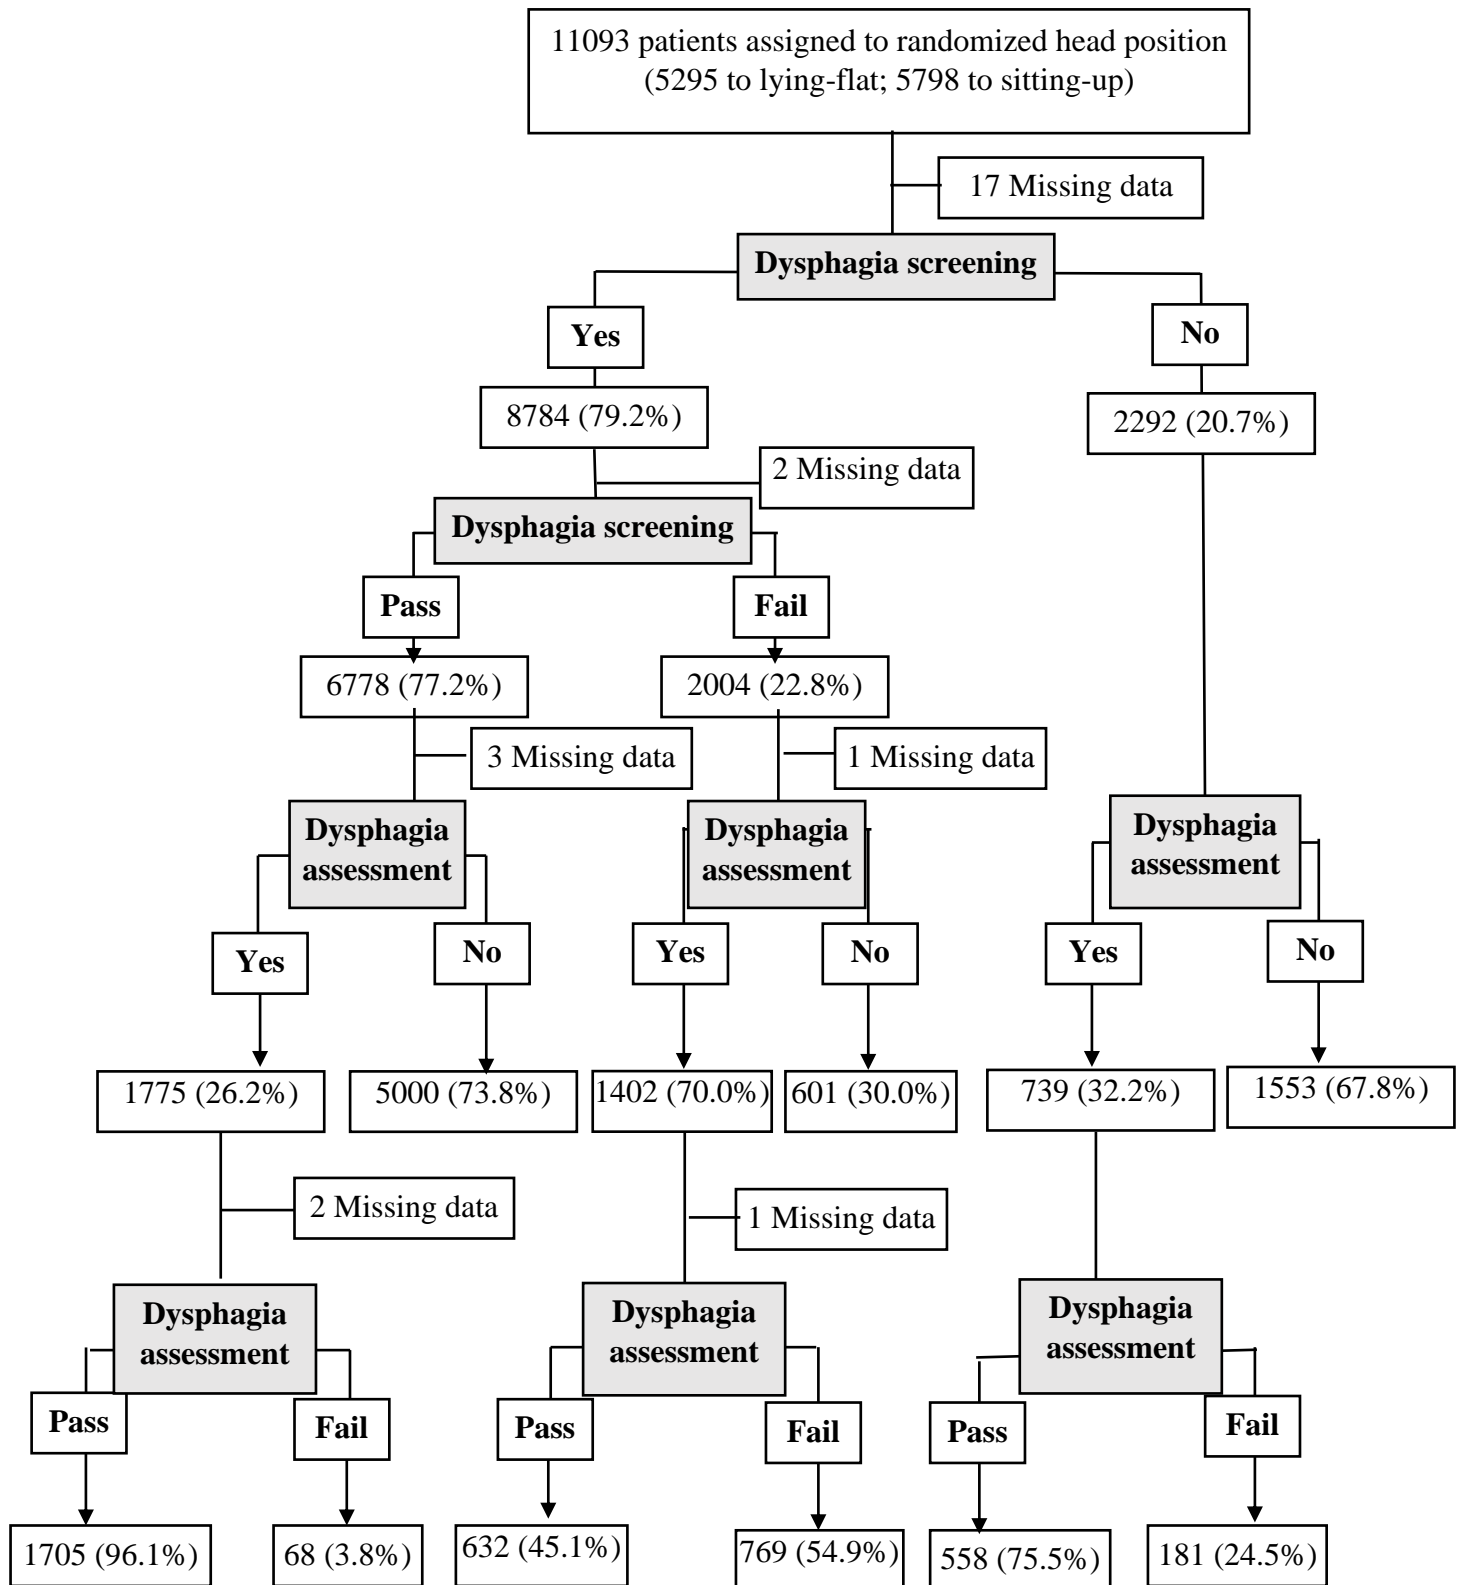 11093 patients assigned to randomized head position
(5295 to lying-flat; 5798 to sitting-up)
17 Missing data
Dysphagia screening
Yes
No
8784 (79.2%)
2292 (20.7%)
2 Missing data
Dysphagia screening
Pass
Fail
6778 (77.2%)
2004 (22.8%)
3 Missing data
1 Missing data
Dysphagia
assessment
Dysphagia
assessment
Dysphagia
assessment
Yes
No
Yes
No
Yes
No
1775 (26.2%)
5000 (73.8%)
1402 (70.0%)
601 (30.0%)
739 (32.2%)
1553 (67.8%)
2 Missing data
1 Missing data
Dysphagia
assessment
Dysphagia
assessment
Dysphagia
assessment
Pass
Fail
Pass
Fail
Pass
Fail
1705 (96.1%)
68 (3.8%)
632 (45.1%)
769 (54.9%)
558 (75.5%)
181 (24.5%)